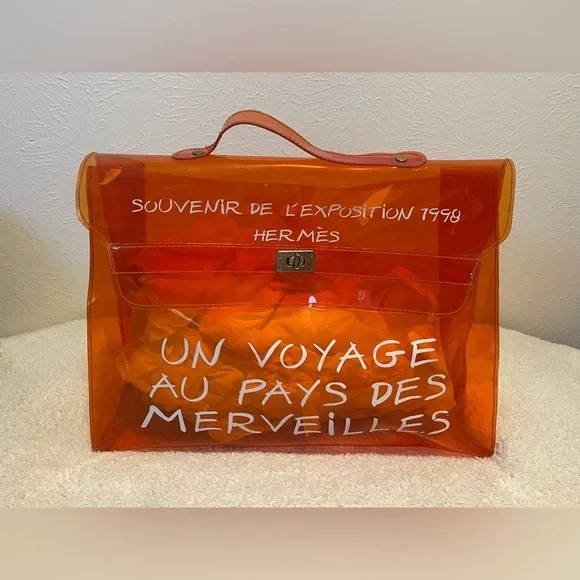 SOUVENIR DE L'EXPOSITION 1998
HERMÈS
UN VOYAGE
AU PAYS DES
MERVEILLES